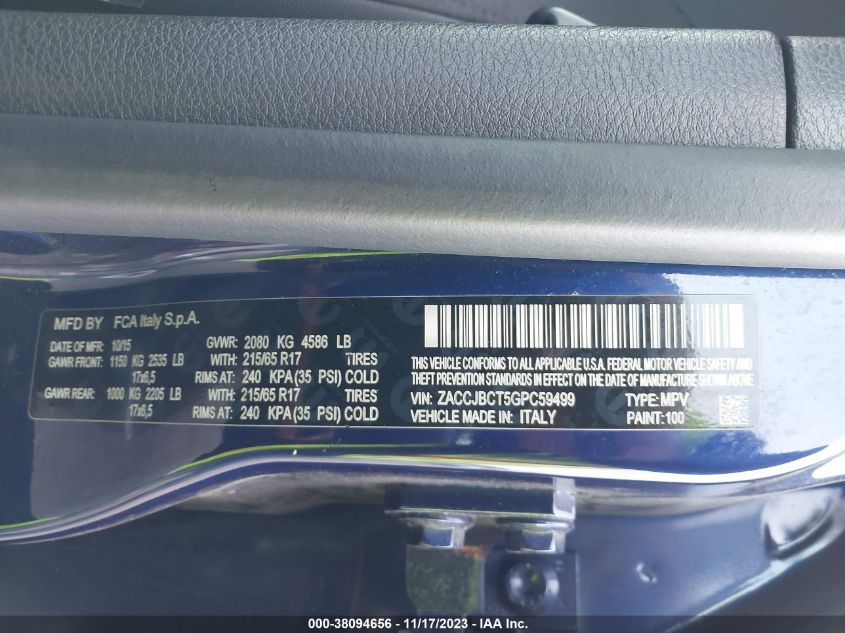 MFD BY FCA Italy S.p.A.
DATE OF MFR: 10/15 GVWR: 2080 KG 4586 LB
GAWR FRONT: 1150 KG 2535 LB WITH: 215/65 R17 TIRES
17x6,5 RIMS AT: 240 KPA(35 PSI) COLD
GAWR REAR: 1000 KG 2205 LB WITH: 215/65 R17 TIRES
17x6,5 RIMS AT: 240 KPA(35 PSI) COLD
THIS VEHICLE CONFORMS TO ALL APPLICABLE U.S.A. FEDERAL MOTOR VEHICLE SAFETY, BUMPER AND
THEFT PREVENTION STANDARDS IN EFFECT ON THE DATE OF MANUFACTURE SHOWN ABOVE.
VIN: ZACCJBCT5GPC59499 TYPE: MPV
VEHICLE MADE IN: ITALY PAINT: 100
000-38094656 - 11/17/2023 - IAA Inc.